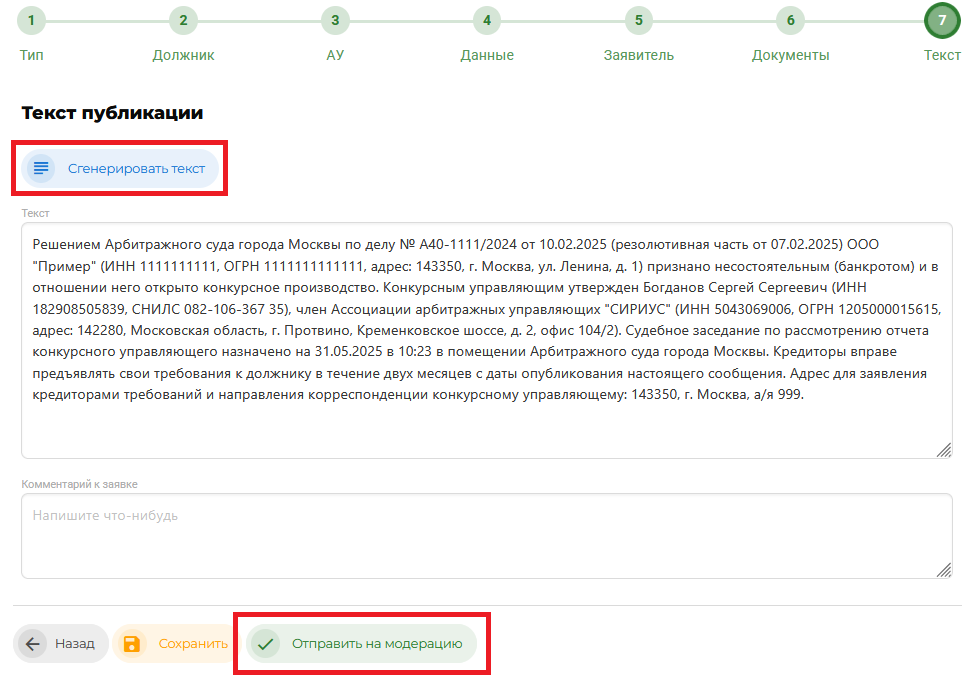 1 2 3 4 5 6 7
Тип Должник АУ Данные Заявитель Документы Текст
Текст публикации
Сгенерировать текст
Текст
Решением Арбитражного суда города Москвы по делу № А40-1111/2024 от 10.02.2025 (резолютивная часть от 07.02.2025) ООО
"Пример" (ИНН 1111111111, ОГРН 1111111111111, адрес: 143350, г. Москва, ул. Ленина, д. 1) признано несостоятельным (банкротом) и в
отношении него открыто конкурсное производство. Конкурсным управляющим утвержден Богданов Сергей Сергеевич (ИНН
182908505839, СНИЛС 082-106-367 35), член Ассоциации арбитражных управляющих "СИРИУС" (ИНН 5043069006, ОГРН 1205000015615,
адрес: 142280, Московская область, г. Протвино, Кременковское шоссе, д. 2, офис 104/2). Судебное заседание по рассмотрению отчета
конкурсного управляющего назначено на 31.05.2025 в 10:23 в помещении Арбитражного суда города Москвы. Кредиторы вправе
предъявлять свои требования к должнику в течение двух месяцев с даты опубликования настоящего сообщения. Адрес для заявления
кредиторами требований и направления корреспонденции конкурсному управляющему: 143350, г. Москва, а/я 999.
Комментарий к заявке
Напишите что-нибудь
Назад Сохранить Отправить на модерацию